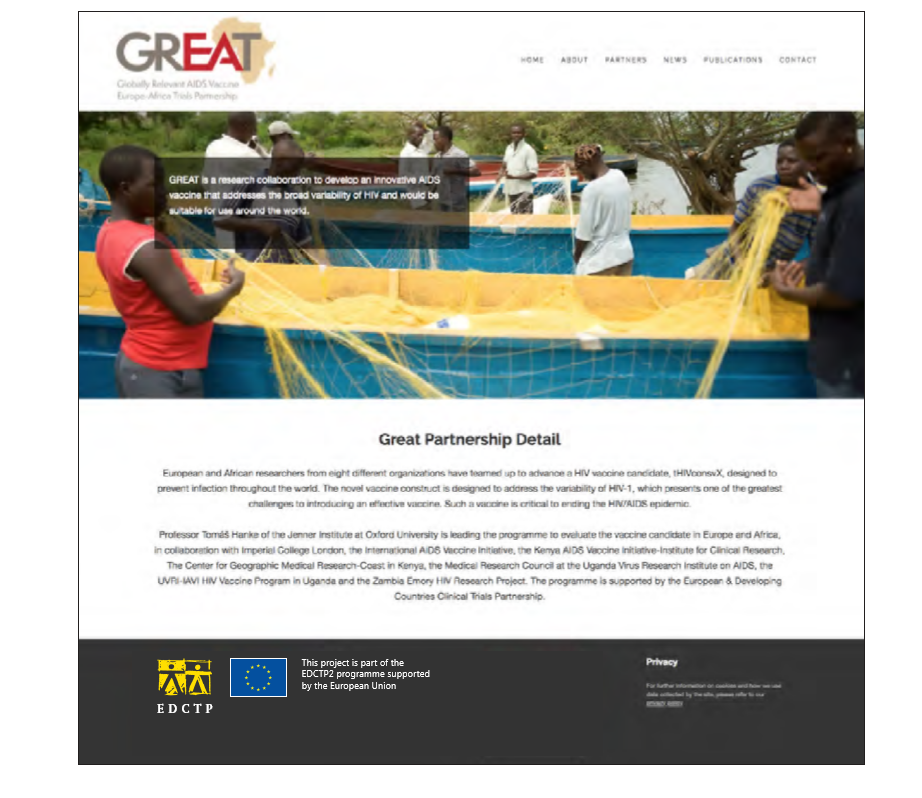 GREAT
Globally Relevant AIDS Vaccine
Europe-Africa Trials Partnership
HOME ABOUT PARTNERS NEWS PUBLICATIONS CONTACT
GREAT is a research collaboration to develop an innovative AIDS
vaccine that addresses the broad variability of HIV and would be
suitable for use around the world.
Great Partnership Detail
European and African researchers from eight different organizations have teamed up to advance a HIV vaccine candidate, tHIVconsvX, designed to
prevent infection throughout the world. The novel vaccine construct is designed to address the variability of HIV-1, which presents one of the greatest
challenges to introducing an effective vaccine. Such a vaccine is critical to ending the HIV/AIDS epidemic.
Professor Tomáš Hanke of the Jenner Institute at Oxford University is leading the programme to evaluate the vaccine candidate in Europe and Africa,
in collaboration with Imperial College London, the International AIDS Vaccine Initiative, the Kenya AIDS Vaccine Initiative-Institute for Clinical Research,
The Center for Geographic Medical Research-Coast in Kenya, the Medical Research Council at the Uganda Virus Research Institute on AIDS, the
UVRI-IAVI HIV Vaccine Program in Uganda and the Zambia Emory HIV Research Project. The programme is supported by the European & Developing
Countries Clinical Trials Partnership.
EDCTP
This project is part of the
EDCTP2 programme supported
by the European Union
Privacy
For further information on cookies and how we use
data collected by the site, please refer to our
privacy policy